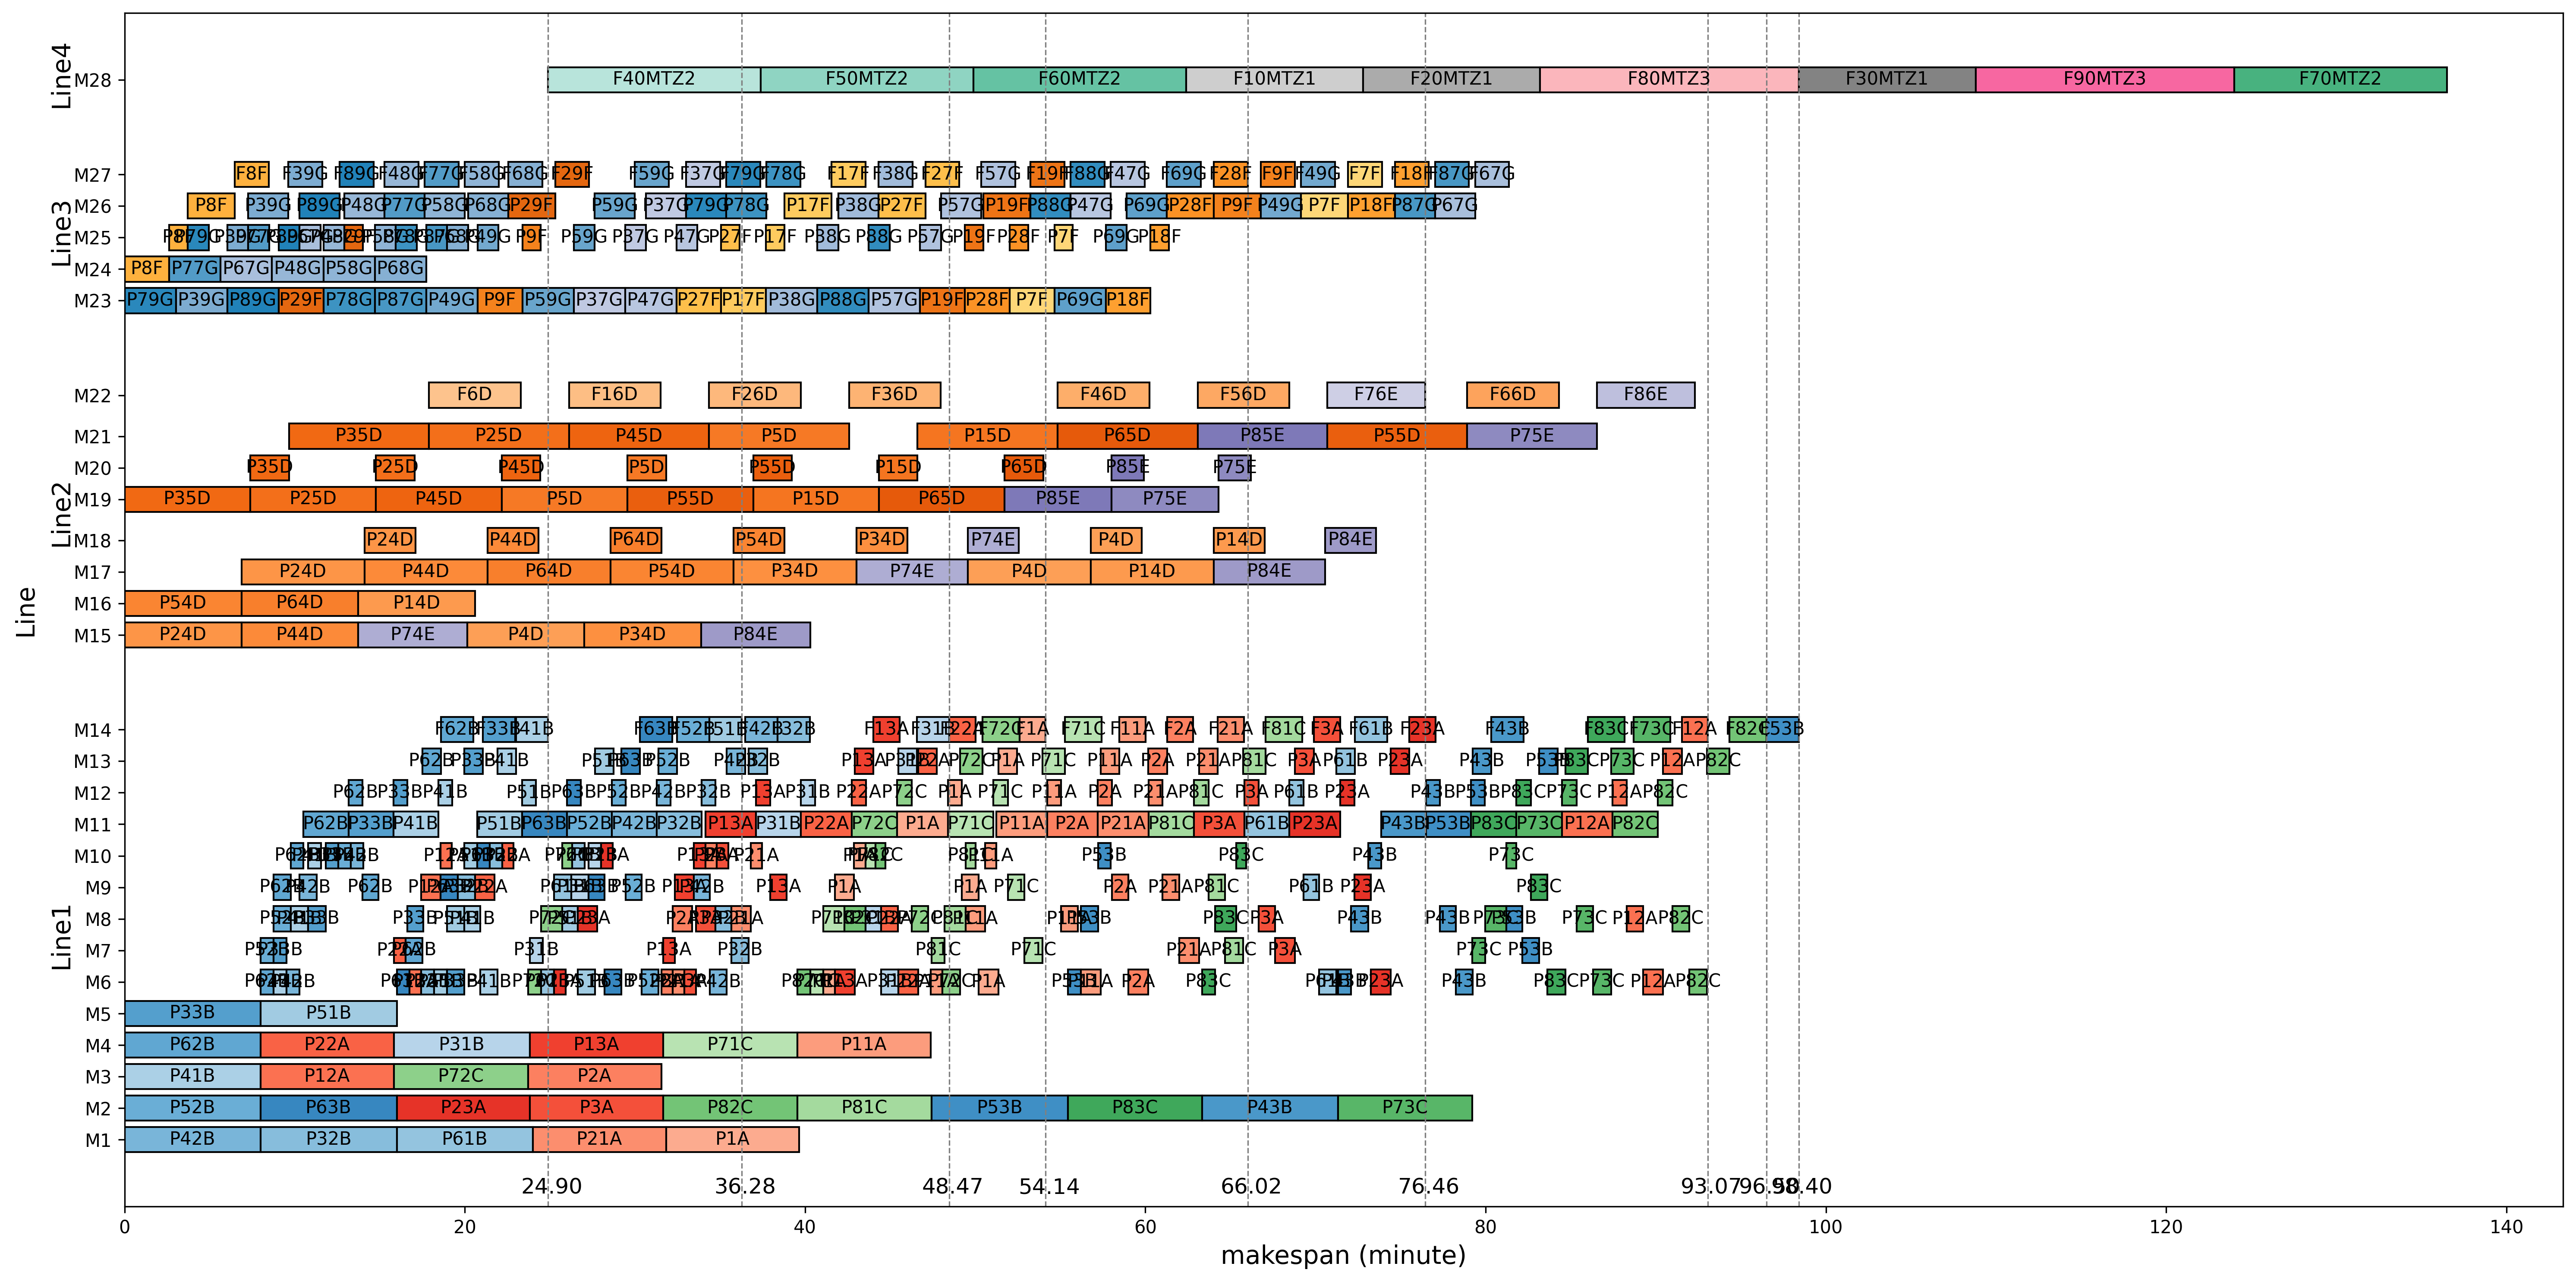 Line4
M28 F40MTZ2 F50MTZ2 F60MTZ2 F10MTZ1 F20MTZ1 F80MTZ3 F30MTZ1 F90MTZ3 F70MTZ2
Line3
M27 F8F F39G F89G F48G F77G F58G F68G F29F F59G F37G F79G F78G F17F F38G F27F F57G F19F F88G F47G F69G F28F F9F F49G F7F F18F F87G F67G
M26 P8F P39G P89G P48G P77G P58G P68G P29F P59G P37G P79G P78G P17F P38G P27F P57G P19F P88G P47G P69G P28F P9F P49G P7F P18F P87G P67G
M25 P49G P9F P59G P37G P47G P27F P17F P38G P88G P57G P19F P28F P7F P69G P18F
M24 P8F P77G P67G P48G P58G P68G
M23 P79G P39G P89G P29F P78G P87G P49G P9F P59G P37G P47G P27F P17F P38G P88G P57G P19F P28F P7F P69G P18F
Line2
M22 F6D F16D F26D F36D F46D F56D F76E F66D F86E
M21 P35D P25D P45D P5D P15D P65D P85E P55D P75E
M20 P35D P25D P45D P5D P55D P15D P65D P85E P75E
M19 P35D P25D P45D P5D P55D P15D P65D P85E P75E
M18 P24D P44D P64D P54D P34D P74E P4D P14D P84E
M17 P24D P44D P64D P54D P34D P74E P4D P14D P84E
M16 P54D P64D P14D
M15 P24D P44D P74E P4D P34D P84E
Line
Line1
M14 F62B F33B F41B F63B F52B F51B F42B F32B F13A F31B F22A F72C F1A F71C F11A F2A F21A F81C F3A F61B F23A F43B F83C F73C F12A F82C F53B
M13 P62B P33B P41B P51B P63B P52B P42B P32B P13A P31B P22A P72C P1A P71C P11A P2A P21A P81C P3A P61B P23A P43B P53B P83C P73C P12A P82C
M12 P62B P33B P41B P51B P63B P52B P42B P32B P13A P31B P22A P72C P1A P71C P11A P2A P21A P81C P3A P61B P23A P43B P53B P83C P73C P12A P82C
M11 P62B P33B P41B P51B P63B P52B P42B P32B P13A P31B P22A P72C P1A P71C P11A P2A P21A P81C P3A P61B P23A P43B P53B P83C P73C P12A P82C
M10 P21A P11A P53B P83C P43B P73C
M9 P62B P42B P62B P52B P13A P1A P1A P71C P2A P21A P81C P61B P23A P83C
M8 P33B P53B P83C P3A P43B P43B P53B P73C P12A P82C
M7 P31B P13A P32B P81C P71C P21A P81C P3A P73C P53B
M6 P41B P63B P42B P1A P2A P83C P23A P43B P83C P73C P12A P82C
M5 P33B P51B
M4 P62B P22A P31B P13A P71C P11A
M3 P41B P12A P72C P2A
M2 P52B P63B P23A P3A P82C P81C P53B P83C P43B P73C
M1 P42B P32B P61B P21A P1A
24.90 36.28 48.47 54.14 66.02 76.46 93.07 98.40
0 20 40 60 80 100 120 140
makespan (minute)